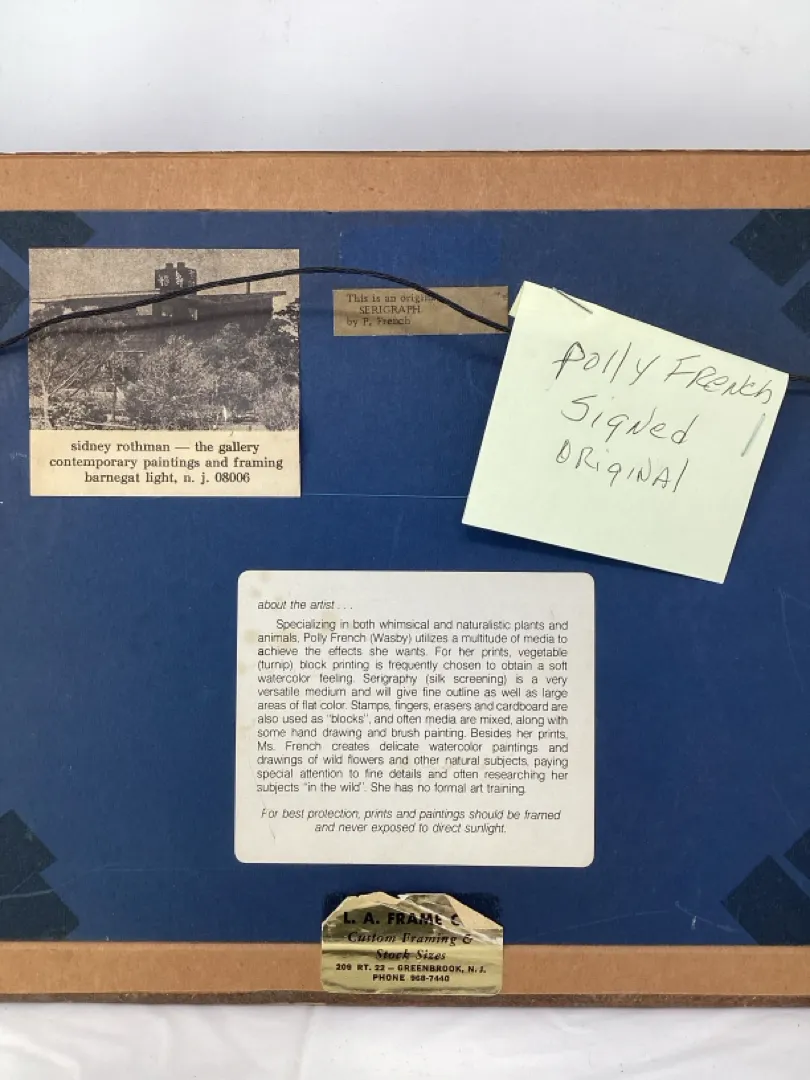 This is an original
SERIGRAPH
by P. French
Polly French
Signed
ORIGINAL
sidney rothman — the gallery
contemporary paintings and framing
barnegat light, n. j. 08006
about the artist . . .
Specializing in both whimsical and naturalistic plants and
animals, Polly French (Wasby) utilizes a multitude of media to
achieve the effects she wants. For her prints, vegetable
(turnip) block printing is frequently chosen to obtain a soft
watercolor feeling. Serigraphy (silk screening) is a very
versatile medium and will give fine outline as well as large
areas of flat color. Stamps, fingers, erasers and cardboard are
also used as "blocks", and often media are mixed, along with
some hand drawing and brush painting. Besides her prints,
Ms. French creates delicate watercolor paintings and
drawings of wild flowers and other natural subjects, paying
special attention to fine details and often researching her
subjects "in the wild". She has no formal art training.
For best protection, prints and paintings should be framed
and never exposed to direct sunlight.
L. A. FRAME C
Custom Framing &
Stock Sizes
209 RT. 22 – GREENBROOK, N.J.
PHONE 968-7440